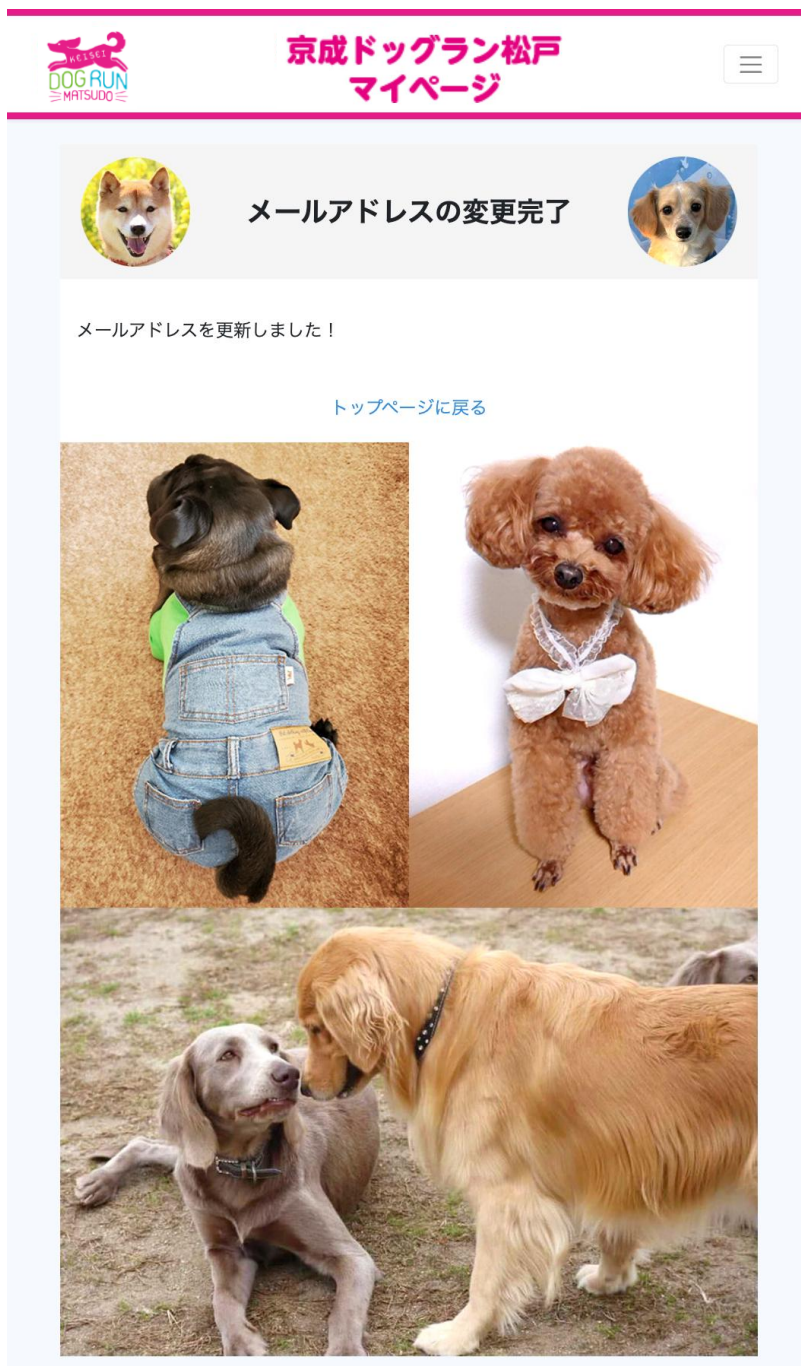 KEISEI
DOG RUN
MATSUDO
京成ドッグラン松戸
マイページ
メールアドレスの変更完了
メールアドレスを更新しました！
トップページに戻る